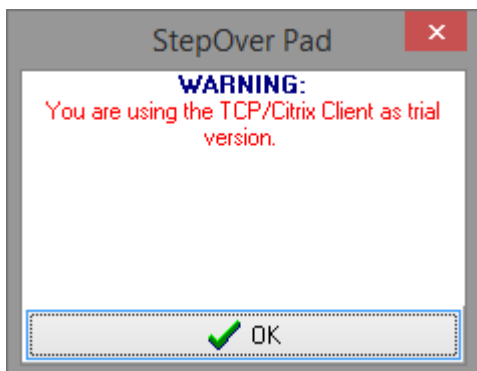 StepOver Pad
WARNING:
You are using the TCP/Citrix Client as trial
version.
OK